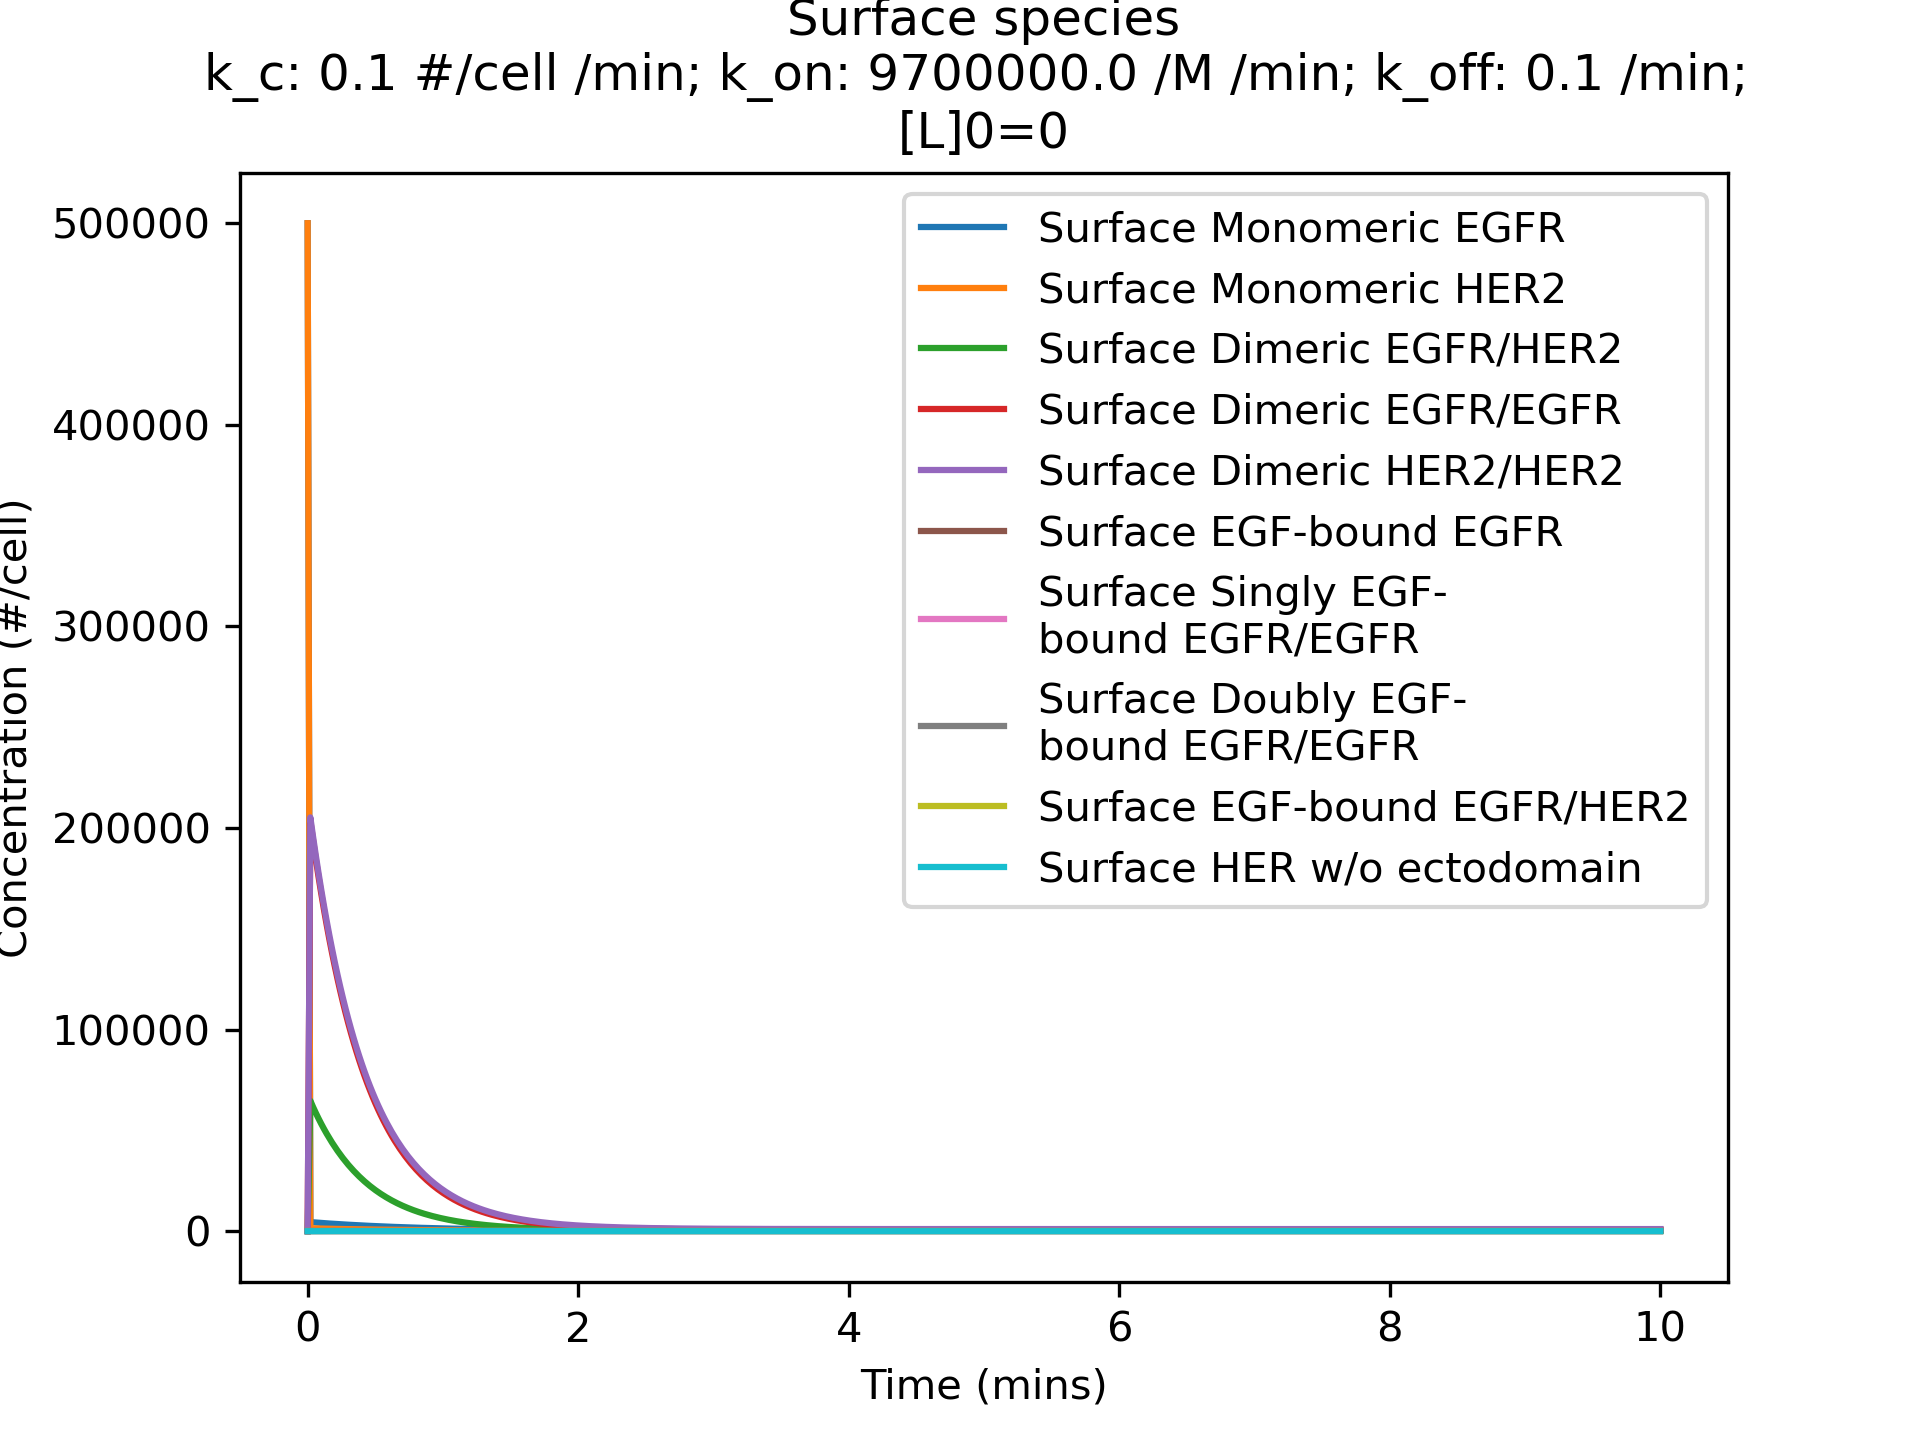 Surface species
k_c: 0.1 #/cell /min; k_on: 9700000.0 /M /min; k_off: 0.1 /min;
[L]0=0
Concentration (#/cell)
500000
400000
300000
200000
100000
0
Surface Monomeric EGFR
Surface Monomeric HER2
Surface Dimeric EGFR/HER2
Surface Dimeric EGFR/EGFR
Surface Dimeric HER2/HER2
Surface EGF-bound EGFR
Surface Singly EGF-
bound EGFR/EGFR
Surface Doubly EGF-
bound EGFR/EGFR
Surface EGF-bound EGFR/HER2
Surface HER w/o ectodomain
0 2 4 6 8 10
Time (mins)